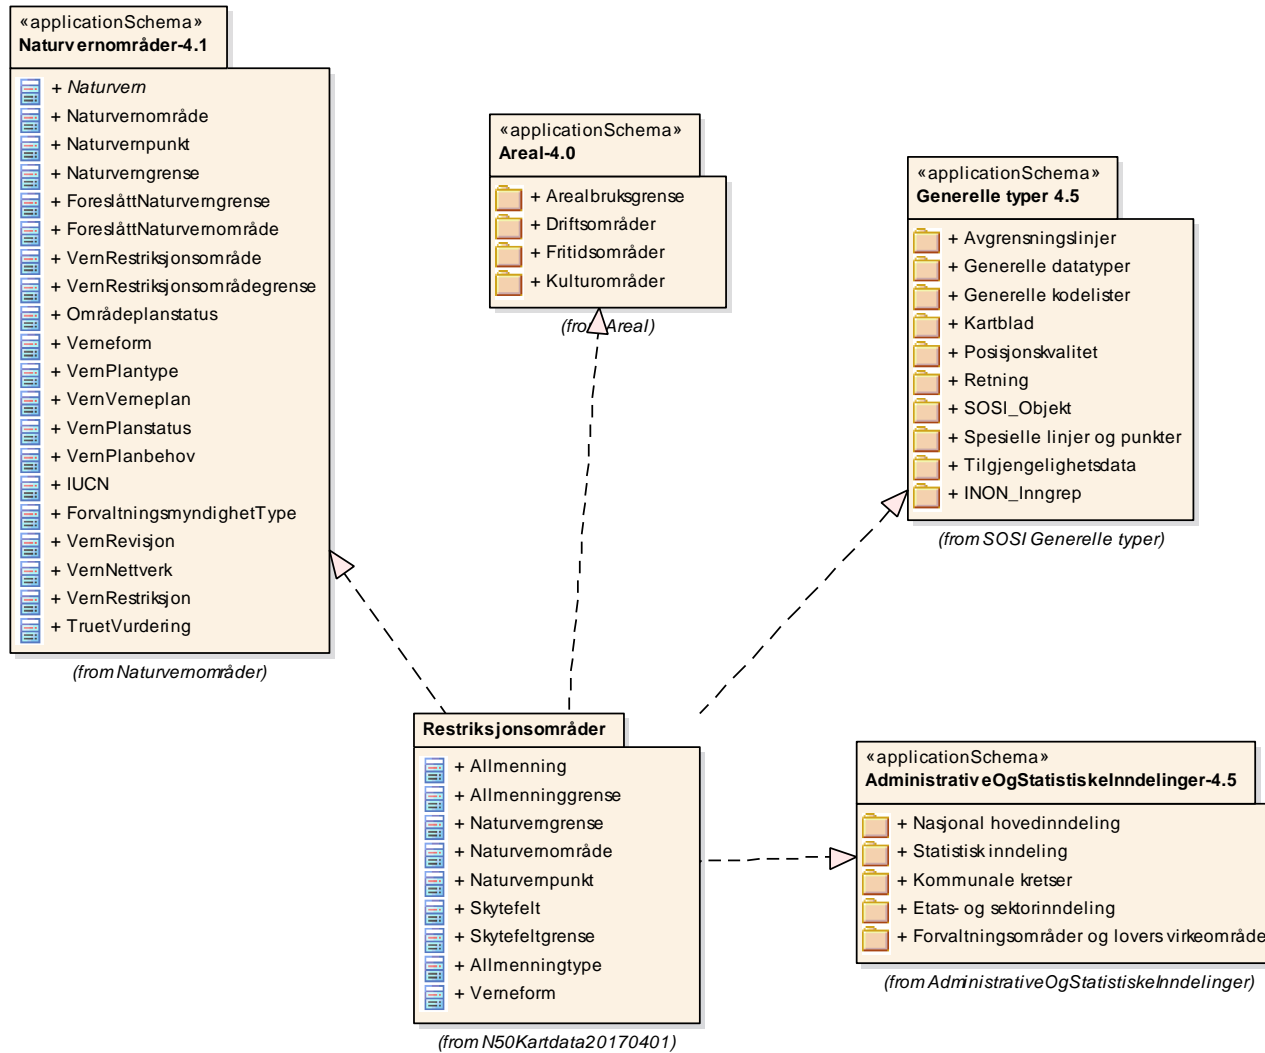 «applicationSchema»
Naturvernområder-4.1
+ Naturvern
+ Naturvernområde
+ Naturvernpunkt
+ Naturverngrense
+ ForeslåttNaturverngrense
+ ForeslåttNaturvernområde
+ VernRestriksjonsområde
+ VernRestriksjonsområdegrense
+ Områdeplanstatus
+ Verneform
+ VernPlantype
+ VernVerneplan
+ VernPlanstatus
+ VernPlanbehov
+ IUCN
+ ForvaltningsmyndighetType
+ VernRevisjon
+ VernNettverk
+ VernRestriksjon
+ TruetVurdering
(from Naturvernområder)
«applicationSchema»
Areal-4.0
+ Arealbruksgrense
+ Driftsområder
+ Fritidsområder
+ Kulturområder
(from Areal)
«applicationSchema»
Generelle typer 4.5
+ Avgrensningslinjer
+ Generelle datatyper
+ Generelle kodelister
+ Kartblad
+ Posisjonskvalitet
+ Retning
+ SOSI_Objekt
+ Spesielle linjer og punkter
+ Tilgjengelighetsdata
+ INON_Inngrep
(from SOSI Generelle typer)
Restriksjonsområder
+ Allmenning
+ Allmenninggrense
+ Naturverngrense
+ Naturvernområde
+ Naturvernpunkt
+ Skytefelt
+ Skytefeltgrense
+ Allmenningtype
+ Verneform
(from N50Kartdata20170401)
«applicationSchema»
AdministrativeOgStatistiskeInndelinger-4.5
+ Nasjonal hovedinndeling
+ Statistisk inndeling
+ Kommunale kretser
+ Etats- og sektorinndeling
+ Forvaltningsområder og lovers virkeområde
(from AdministrativeOgStatistiskeInndelinger)